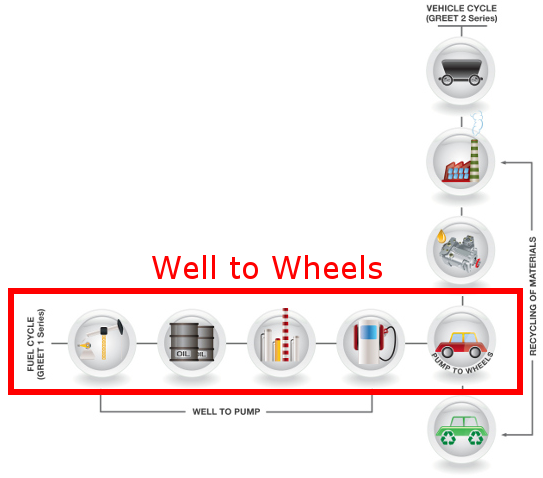 VEHICLE CYCLE
(GREET 2 Series)
Well to Wheels
RECYCLING OF MATERIALS
FUEL CYCLE
(GREET 1 Series)
OIL OIL
PUMP TO WHEELS
WELL TO PUMP